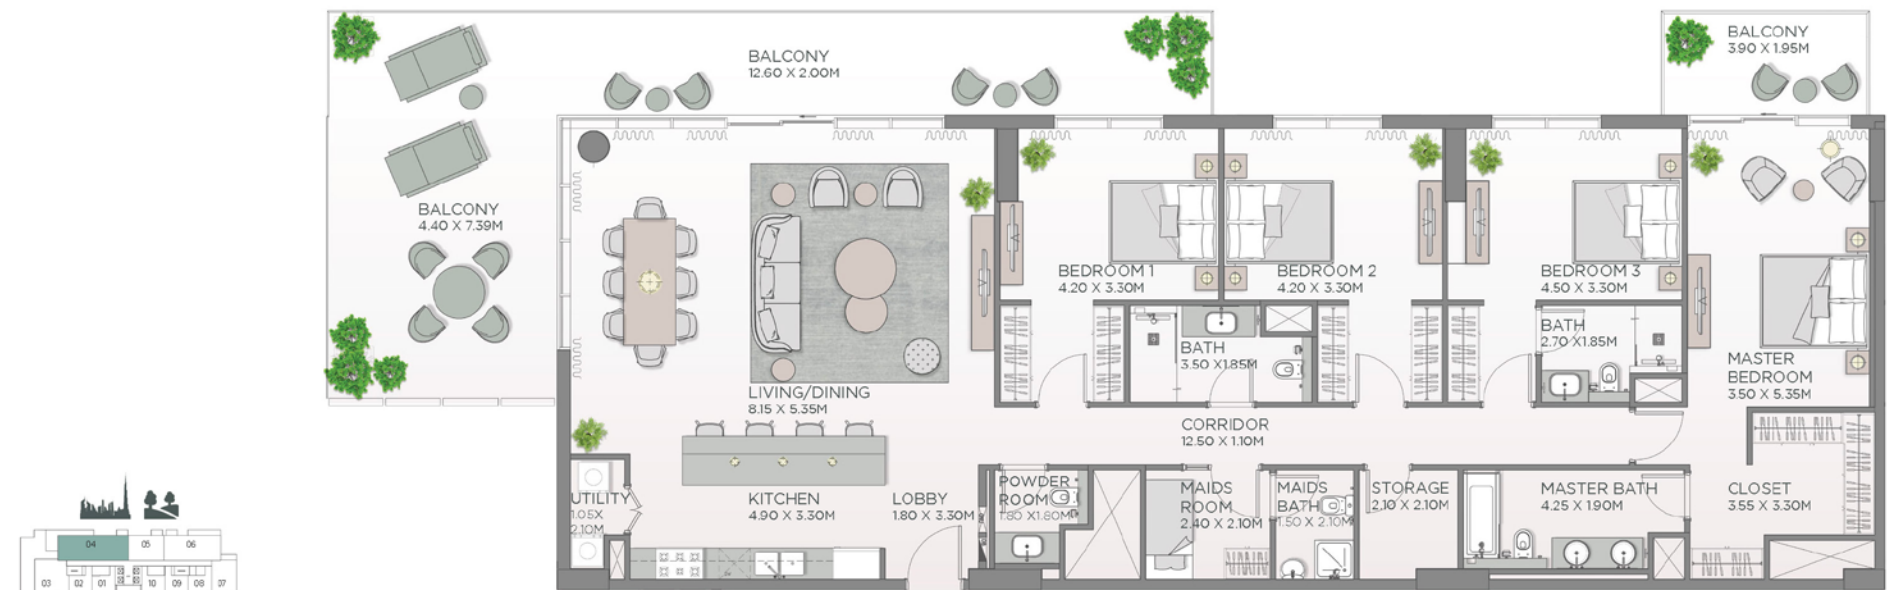 BALCONY
12.60 X 2.00M
BALCONY
3.90 X 1.95M
BALCONY
4.40 X 7.39M
BEDROOM 1
4.20 X 3.30M
BEDROOM 2
4.20 X 3.30M
BEDROOM 3
4.50 X 3.30M
BATH
3.50 X1.85M
BATH
2.70 X1.85M
MASTER
BEDROOM
3.50 X 5.35M
LIVING/DINING
8.15 X 5.35M
CORRIDOR
12.50 X 1.10M
UTILITY
1.05X
2.10M
KITCHEN
4.90 X 3.30M
LOBBY
1.80 X 3.30M
POWDER
ROOM
1.80 X1.80M
MAIDS
ROOM
2.40 X 2.10M
MAIDS
BATH
1.50 X 2.10M
STORAGE
2.10 X 2.10M
MASTER BATH
4.25 X 1.90M
CLOSET
3.55 X 3.30M
04 05 06
03 02 01 10 09 08 07